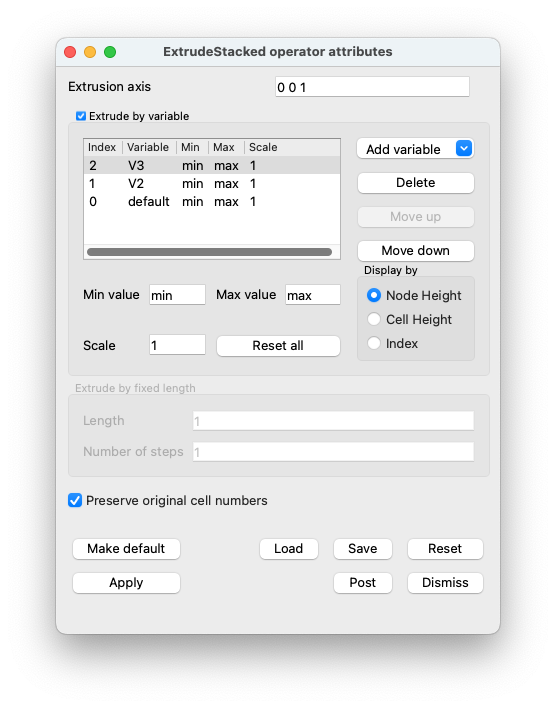 ExtrudeStacked operator attributes
Extrusion axis 0 0 1
Extrude by variable
Index Variable Min Max Scale
2 V3 min max 1
1 V2 min max 1
0 default min max 1
Add variable
Delete
Move up
Move down
Min value min Max value max
Scale 1 Reset all
Display by
Node Height
Cell Height
Index
Extrude by fixed length
Length 1
Number of steps 1
Preserve original cell numbers
Make default Load Save Reset
Apply Post Dismiss